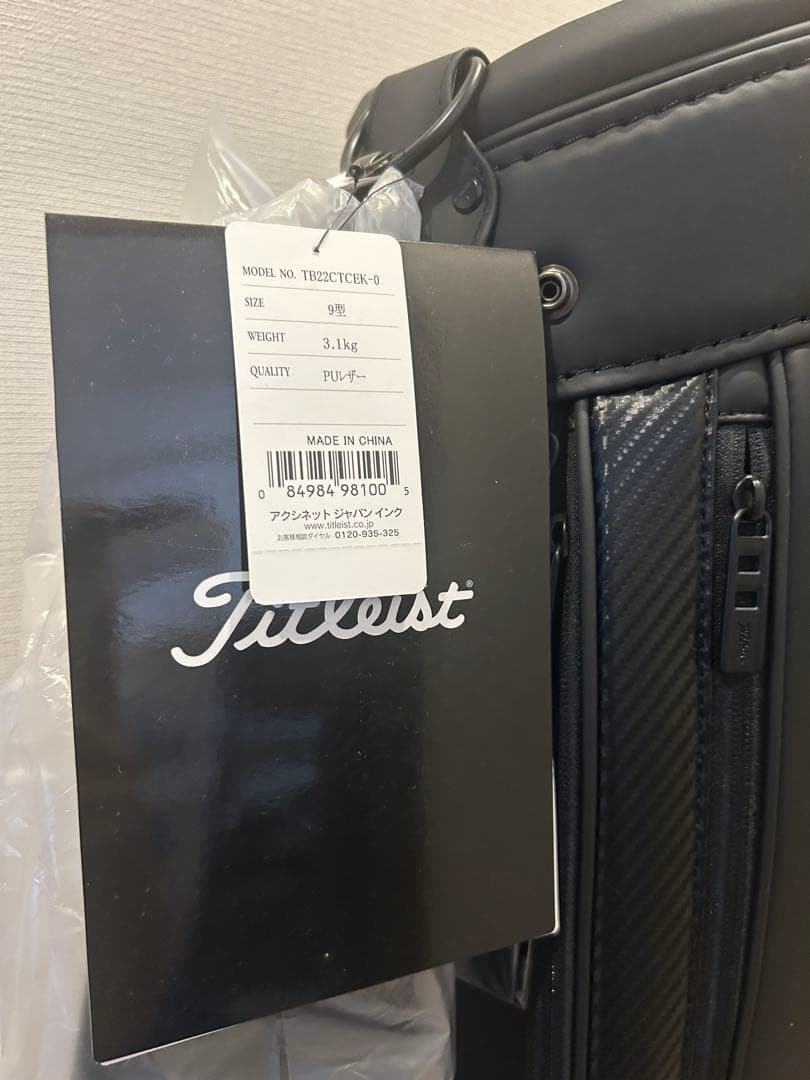 MODEL NO. TB22CTCEK-0
SIZE 9型
WEIGHT 3.1kg
QUALITY PUレザー
MADE IN CHINA
0 84984 98100 5
アクシネット ジャパン インク
www.titleist.co.jp
お客様相談ダイヤル 0120-935-325
Titleist®